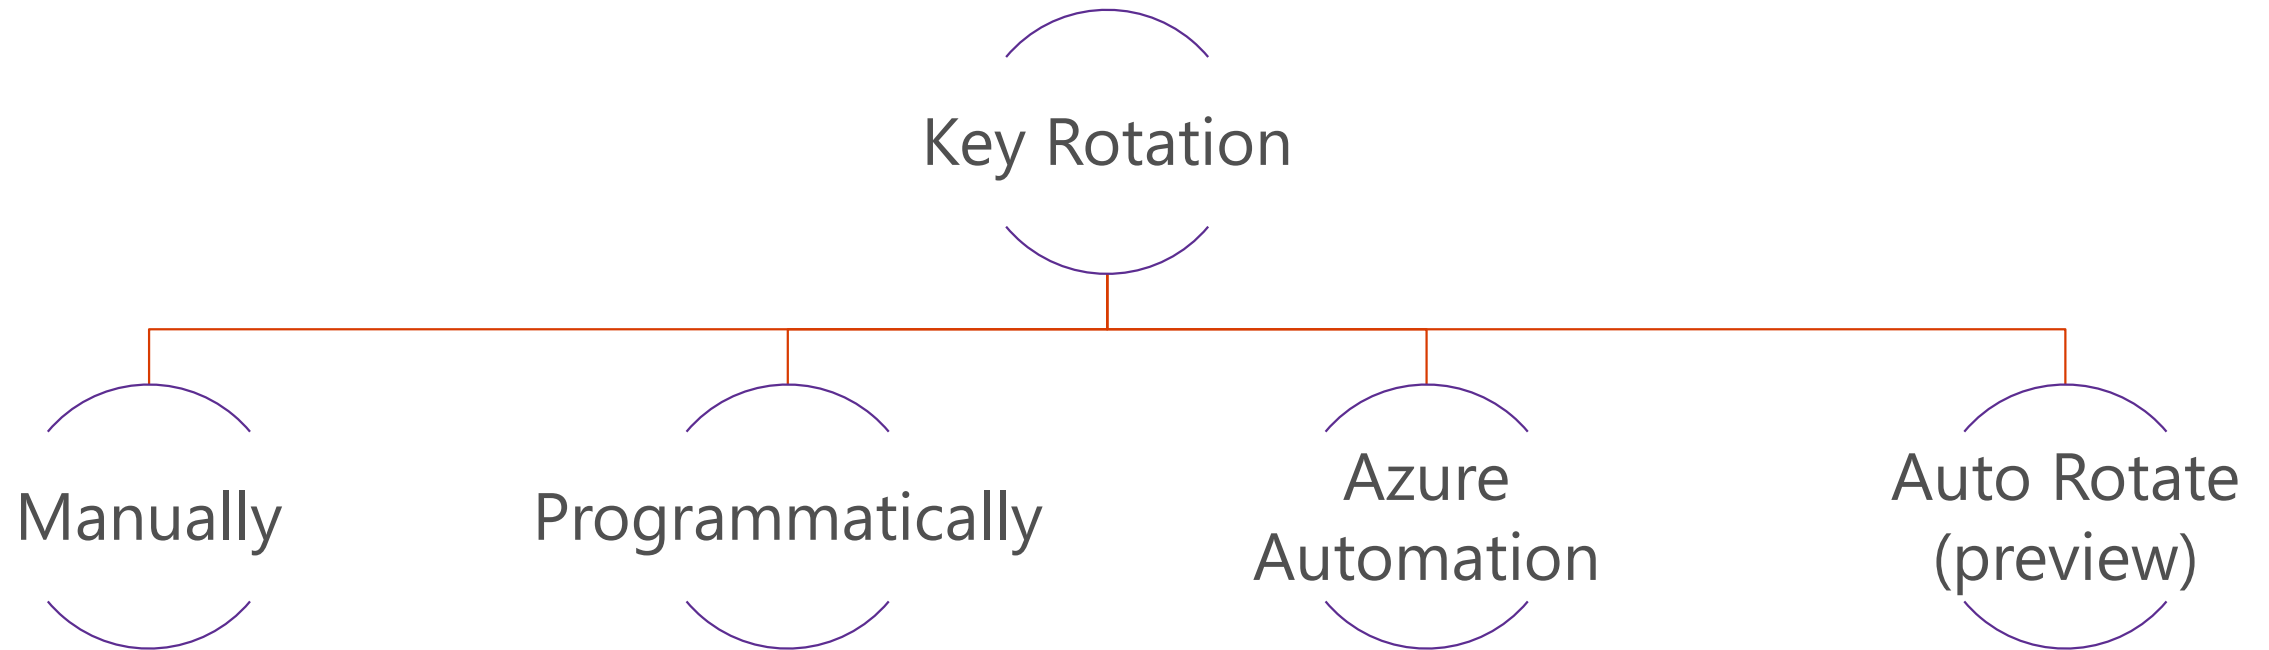 Key Rotation
Manually
Programmatically
Azure
Automation
Auto Rotate
(preview)